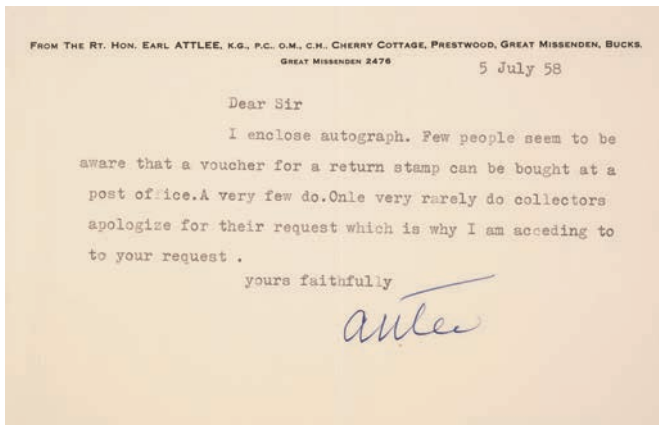 FROM THE RT. HON. EARL ATTLEE, K.G., P.C. O.M., C.H., CHERRY COTTAGE, PRESTWOOD, GREAT MISSENDEN, BUCKS.
GREAT MISSENDEN 2476
5 July 58
Dear Sir
I enclose autograph. Few people seem to be
aware that a voucher for a return stamp can be bought at a
post office.A very few do.Onle very rarely do collectors
apologize for their request which is why I am acceding to
to your request .
yours faithfully
Attlee